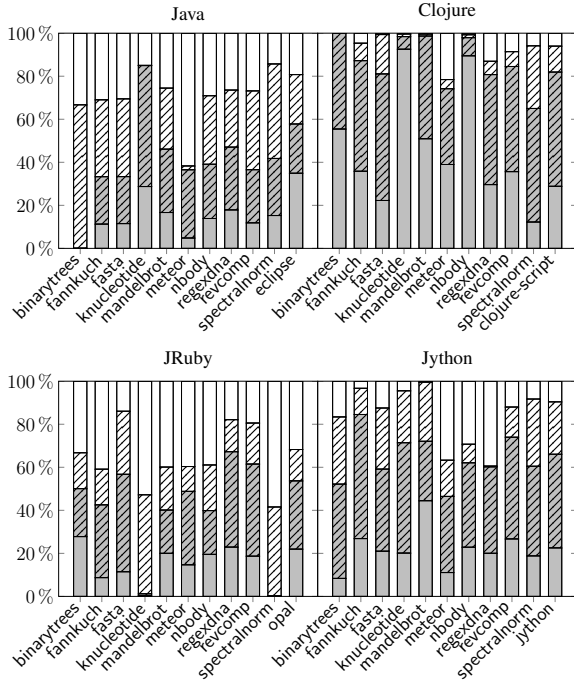 Java
Clojure
100 %
80 %
60 %
40 %
20 %
0 %
binarytrees
fannkuch
fasta
knucleotide
mandelbrot
meteor
nbody
regexdna
revcomp
spectralnorm
eclipse
binarytrees
fannkuch
fasta
knucleotide
mandelbrot
meteor
nbody
regexdna
revcomp
spectralnorm
clojure-script
JRuby
Jython
100 %
80 %
60 %
40 %
20 %
0 %
binarytrees
fannkuch
fasta
knucleotide
mandelbrot
meteor
nbody
regexdna
revcomp
spectralnorm
opal
binarytrees
fannkuch
fasta
knucleotide
mandelbrot
meteor
nbody
regexdna
revcomp
spectralnorm
jython